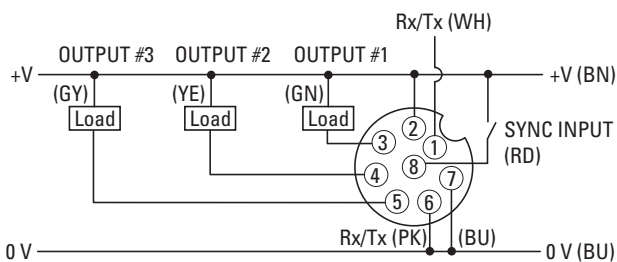 Rx/Tx (WH)
OUTPUT #3 OUTPUT #2 OUTPUT #1
+V +V (BN)
(GY) (YE) (GN)
Load Load Load
2
3 1 SYNC INPUT
(RD)
8
4 7
5 6
Rx/Tx (PK) (BU)
0 V 0 V (BU)